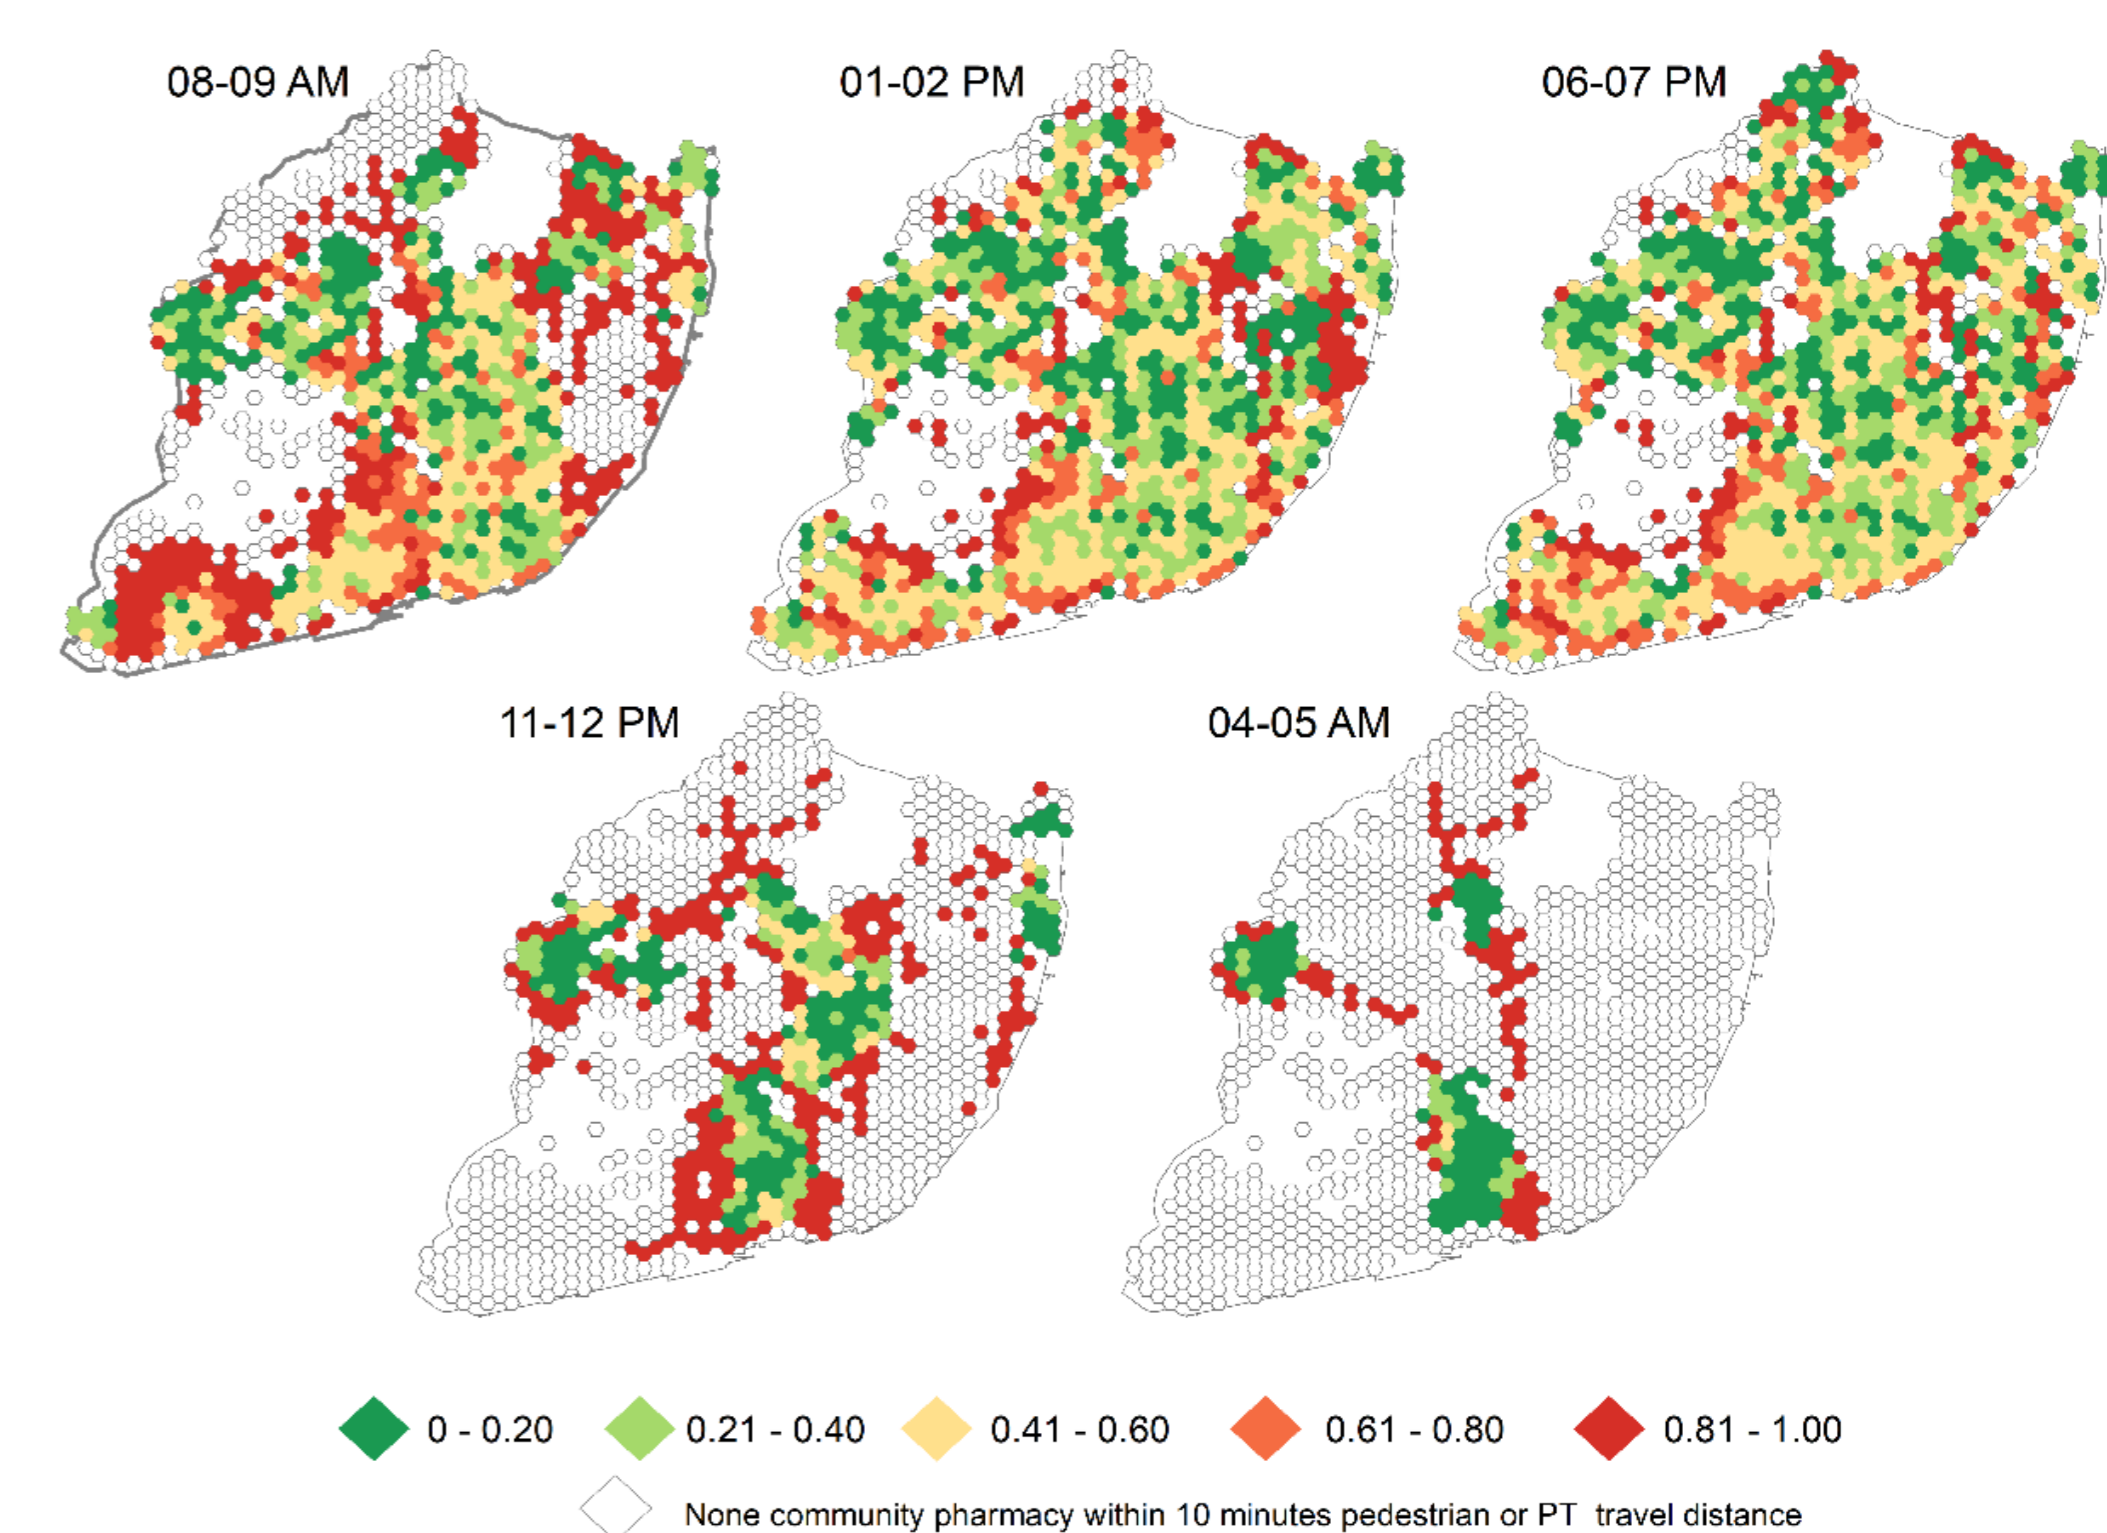 08-09 AM
01-02 PM
06-07 PM
11-12 PM
04-05 AM
0 - 0.20
0.21 - 0.40
0.41 - 0.60
0.61 - 0.80
0.81 - 1.00
None community pharmacy within 10 minutes pedestrian or PT travel distance